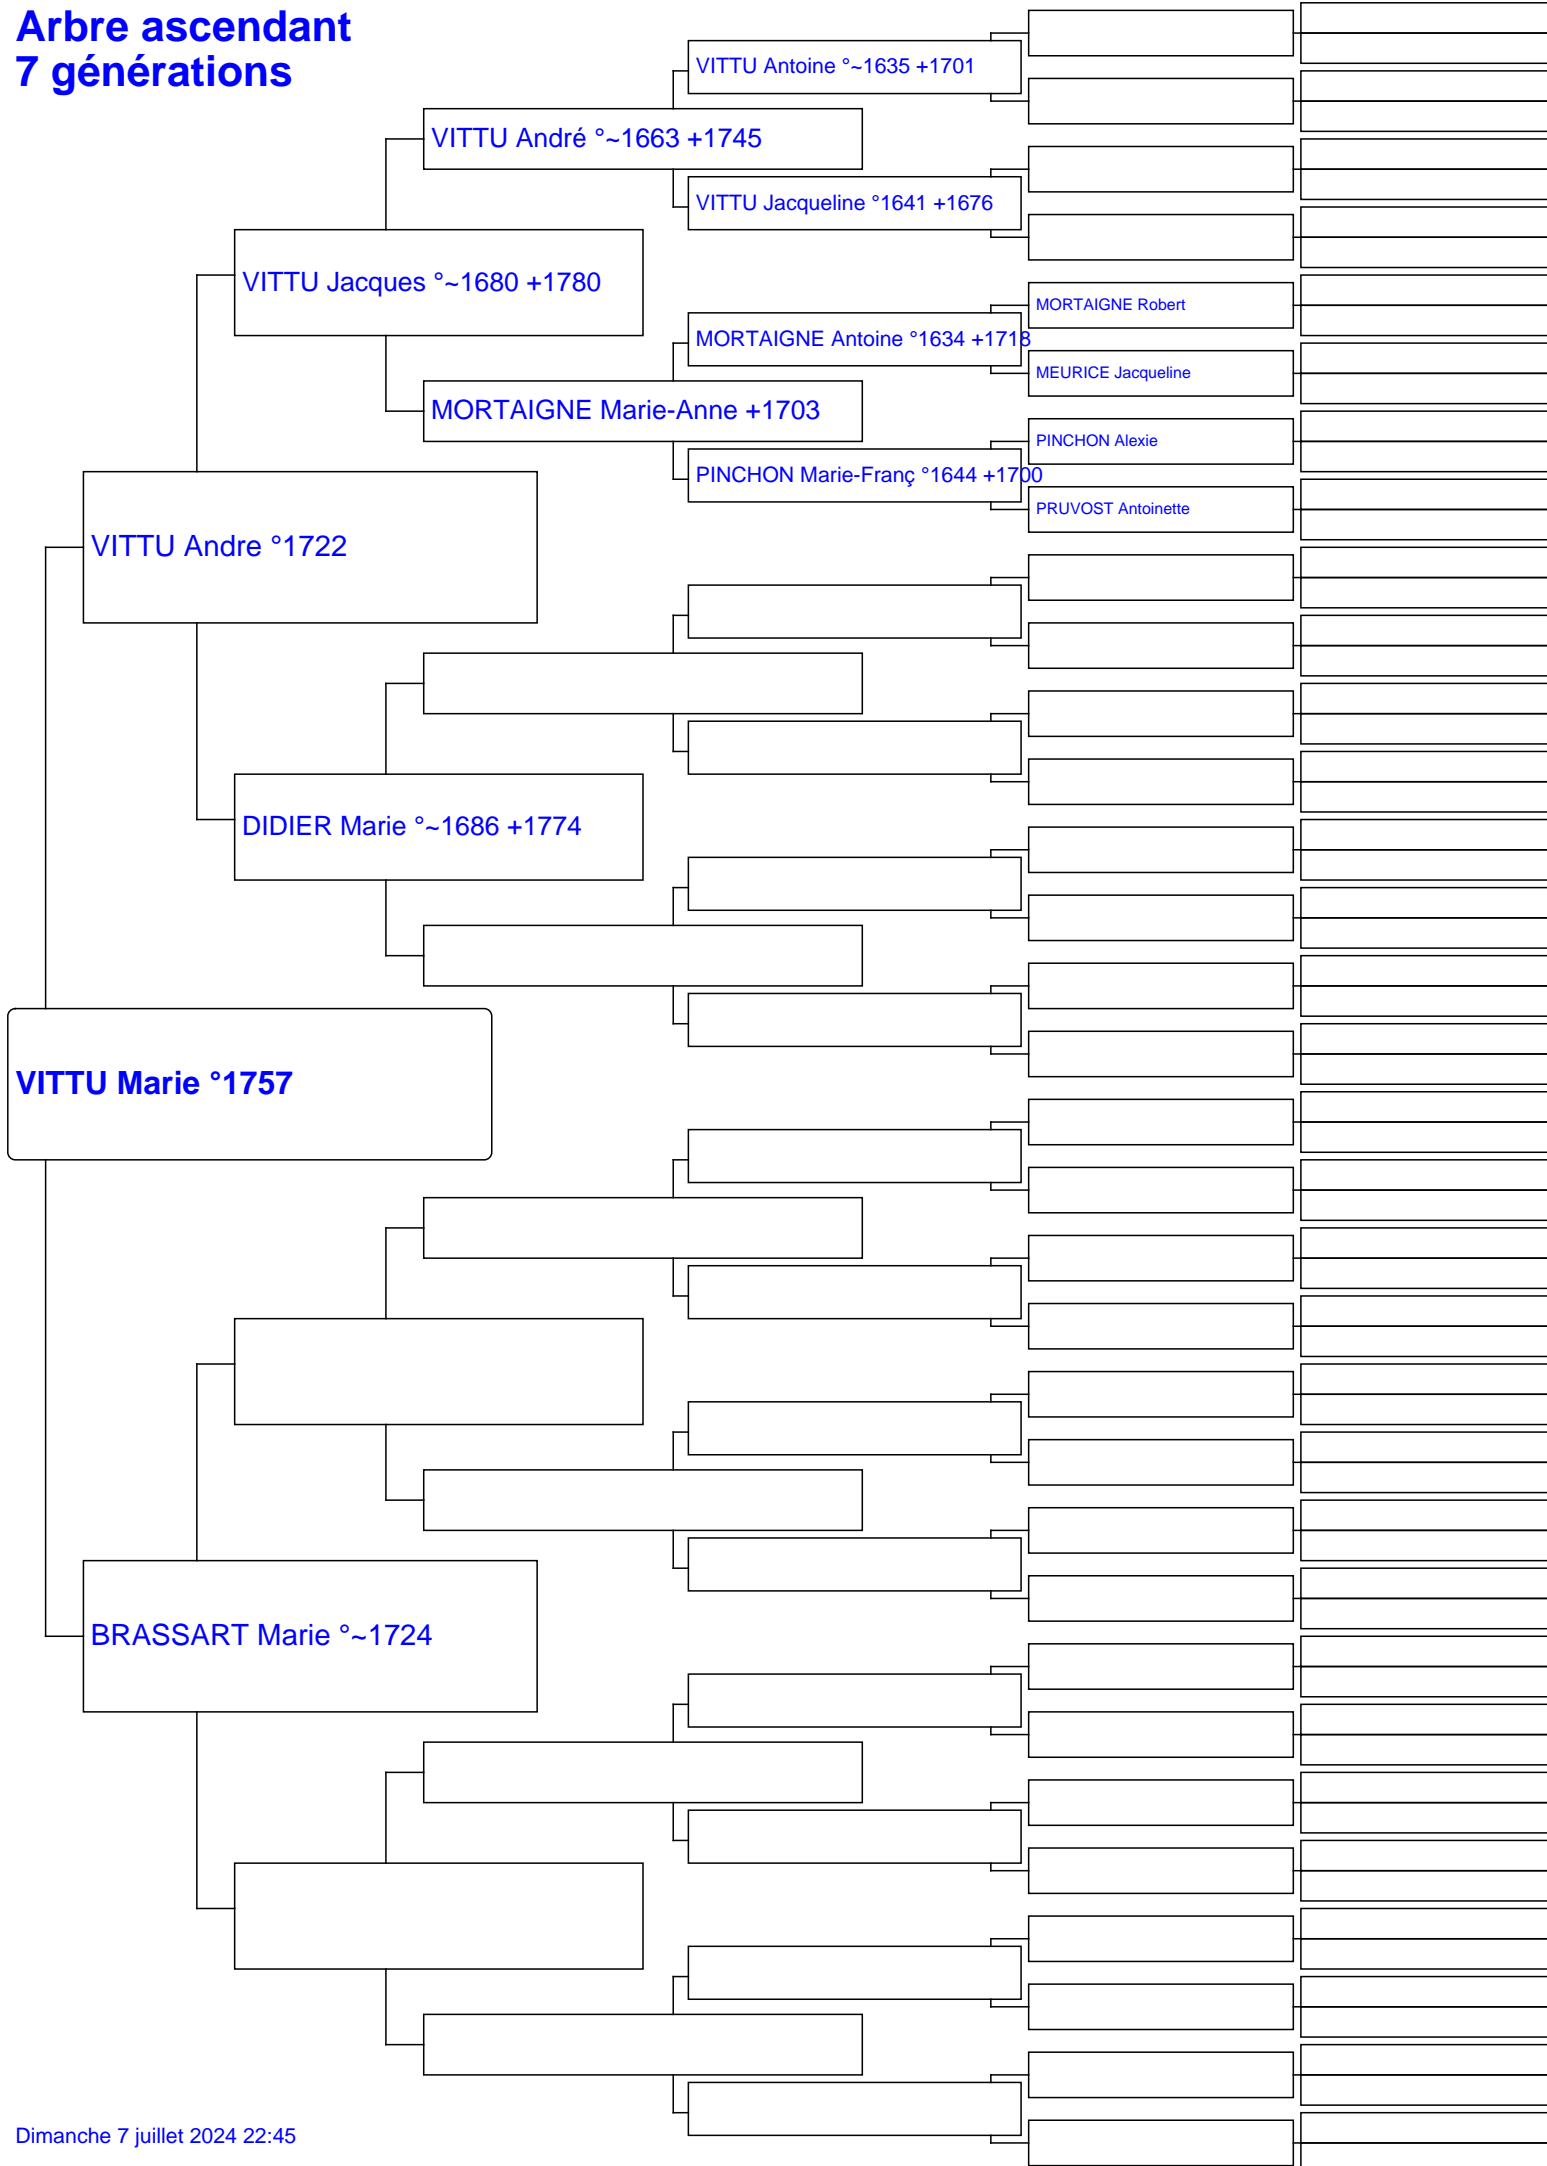 Arbre ascendant
7 générations
VITTU Antoine °~1635 +1701
VITTU André °~1663 +1745
VITTU Jacqueline °1641 +1676
VITTU Jacques °~1680 +1780
MORTAIGNE Robert
MORTAIGNE Antoine °1634 +1718
MEURICE Jacqueline
MORTAIGNE Marie-Anne +1703
PINCHON Alexie
PINCHON Marie-Franç °1644 +1700
PRUVOST Antoinette
VITTU Andre °1722
DIDIER Marie °~1686 +1774
VITTU Marie °1757
BRASSART Marie °~1724
Dimanche 7 juillet 2024 22:45